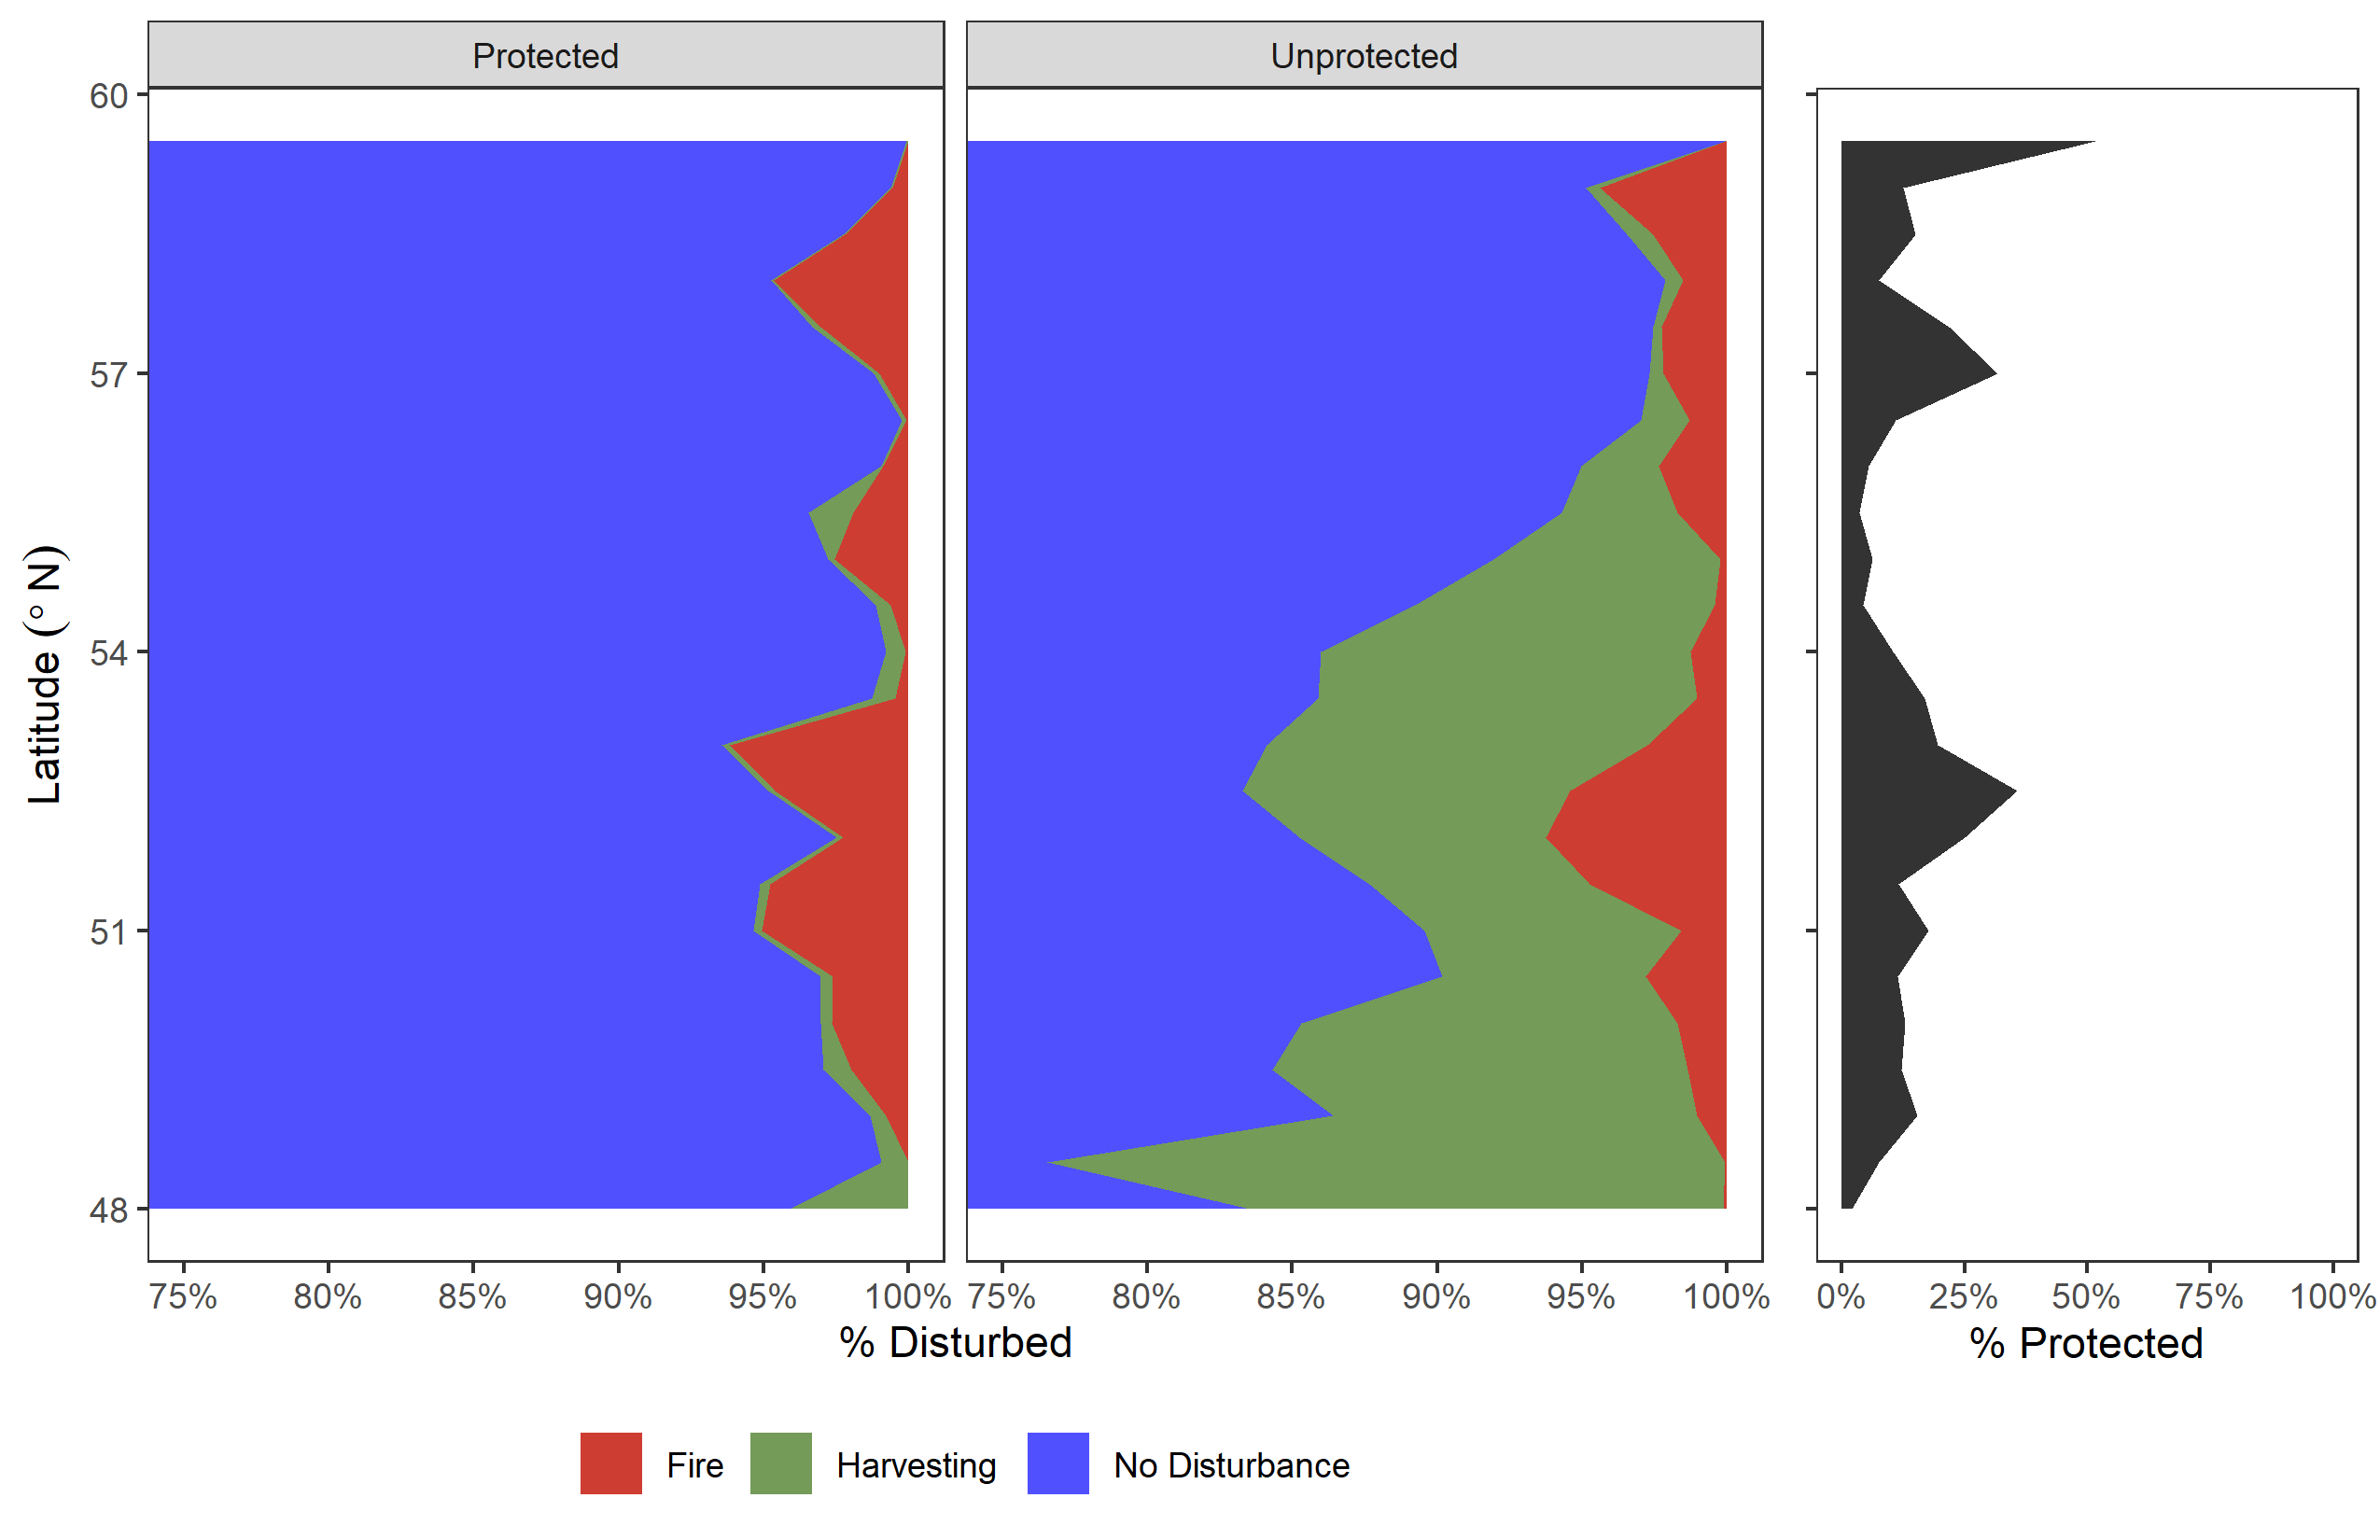 Protected Unprotected
60
57
54
51
48
Latitude (° N)
75% 80% 85% 90% 95% 100% 75% 80% 85% 90% 95% 100% 0% 25% 50% 75% 100%
% Disturbed % Protected
Fire Harvesting No Disturbance